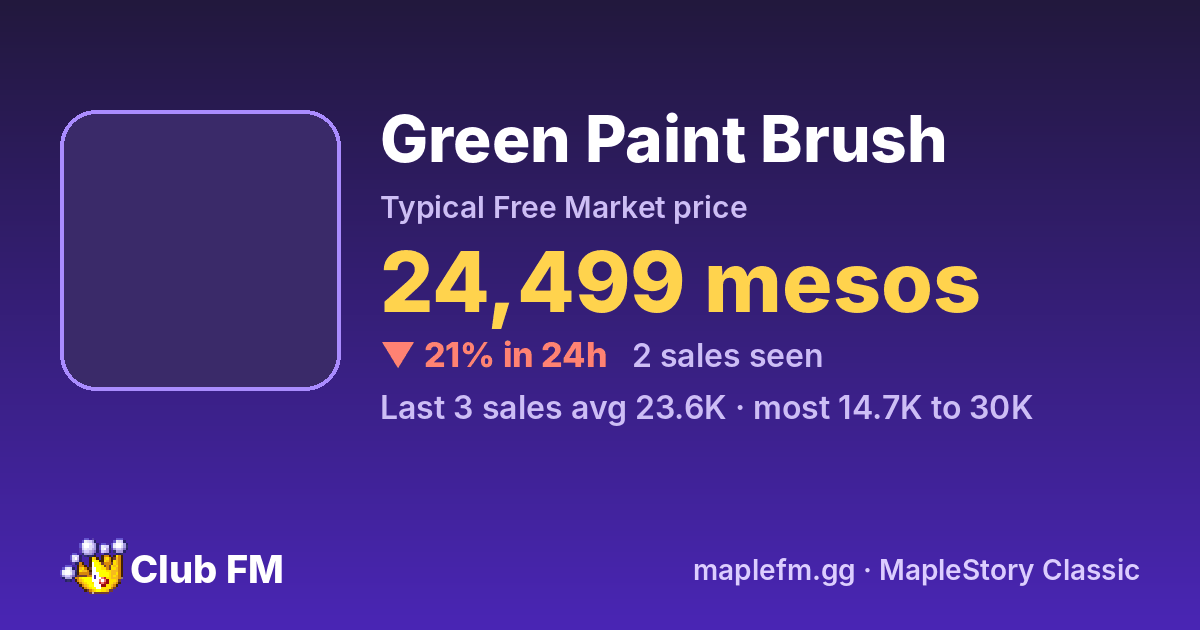 Green Paint Brush
Typical Free Market price
24,499 mesos
▼ 21% in 24h 2 sales seen
Last 3 sales avg 23.6K · most 14.7K to 30K
Club FM
maplefm.gg · MapleStory Classic